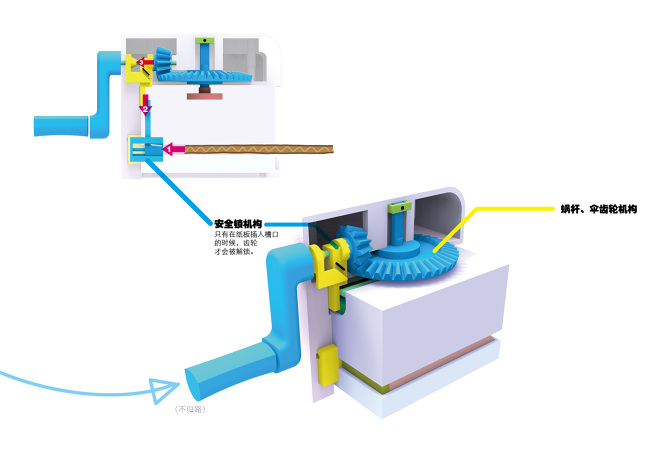 3
2
1
安全锁机构
只有在纸板插入槽口
的时候，齿轮
才会被解锁。
蜗杆、伞齿轮机构
（不归路）